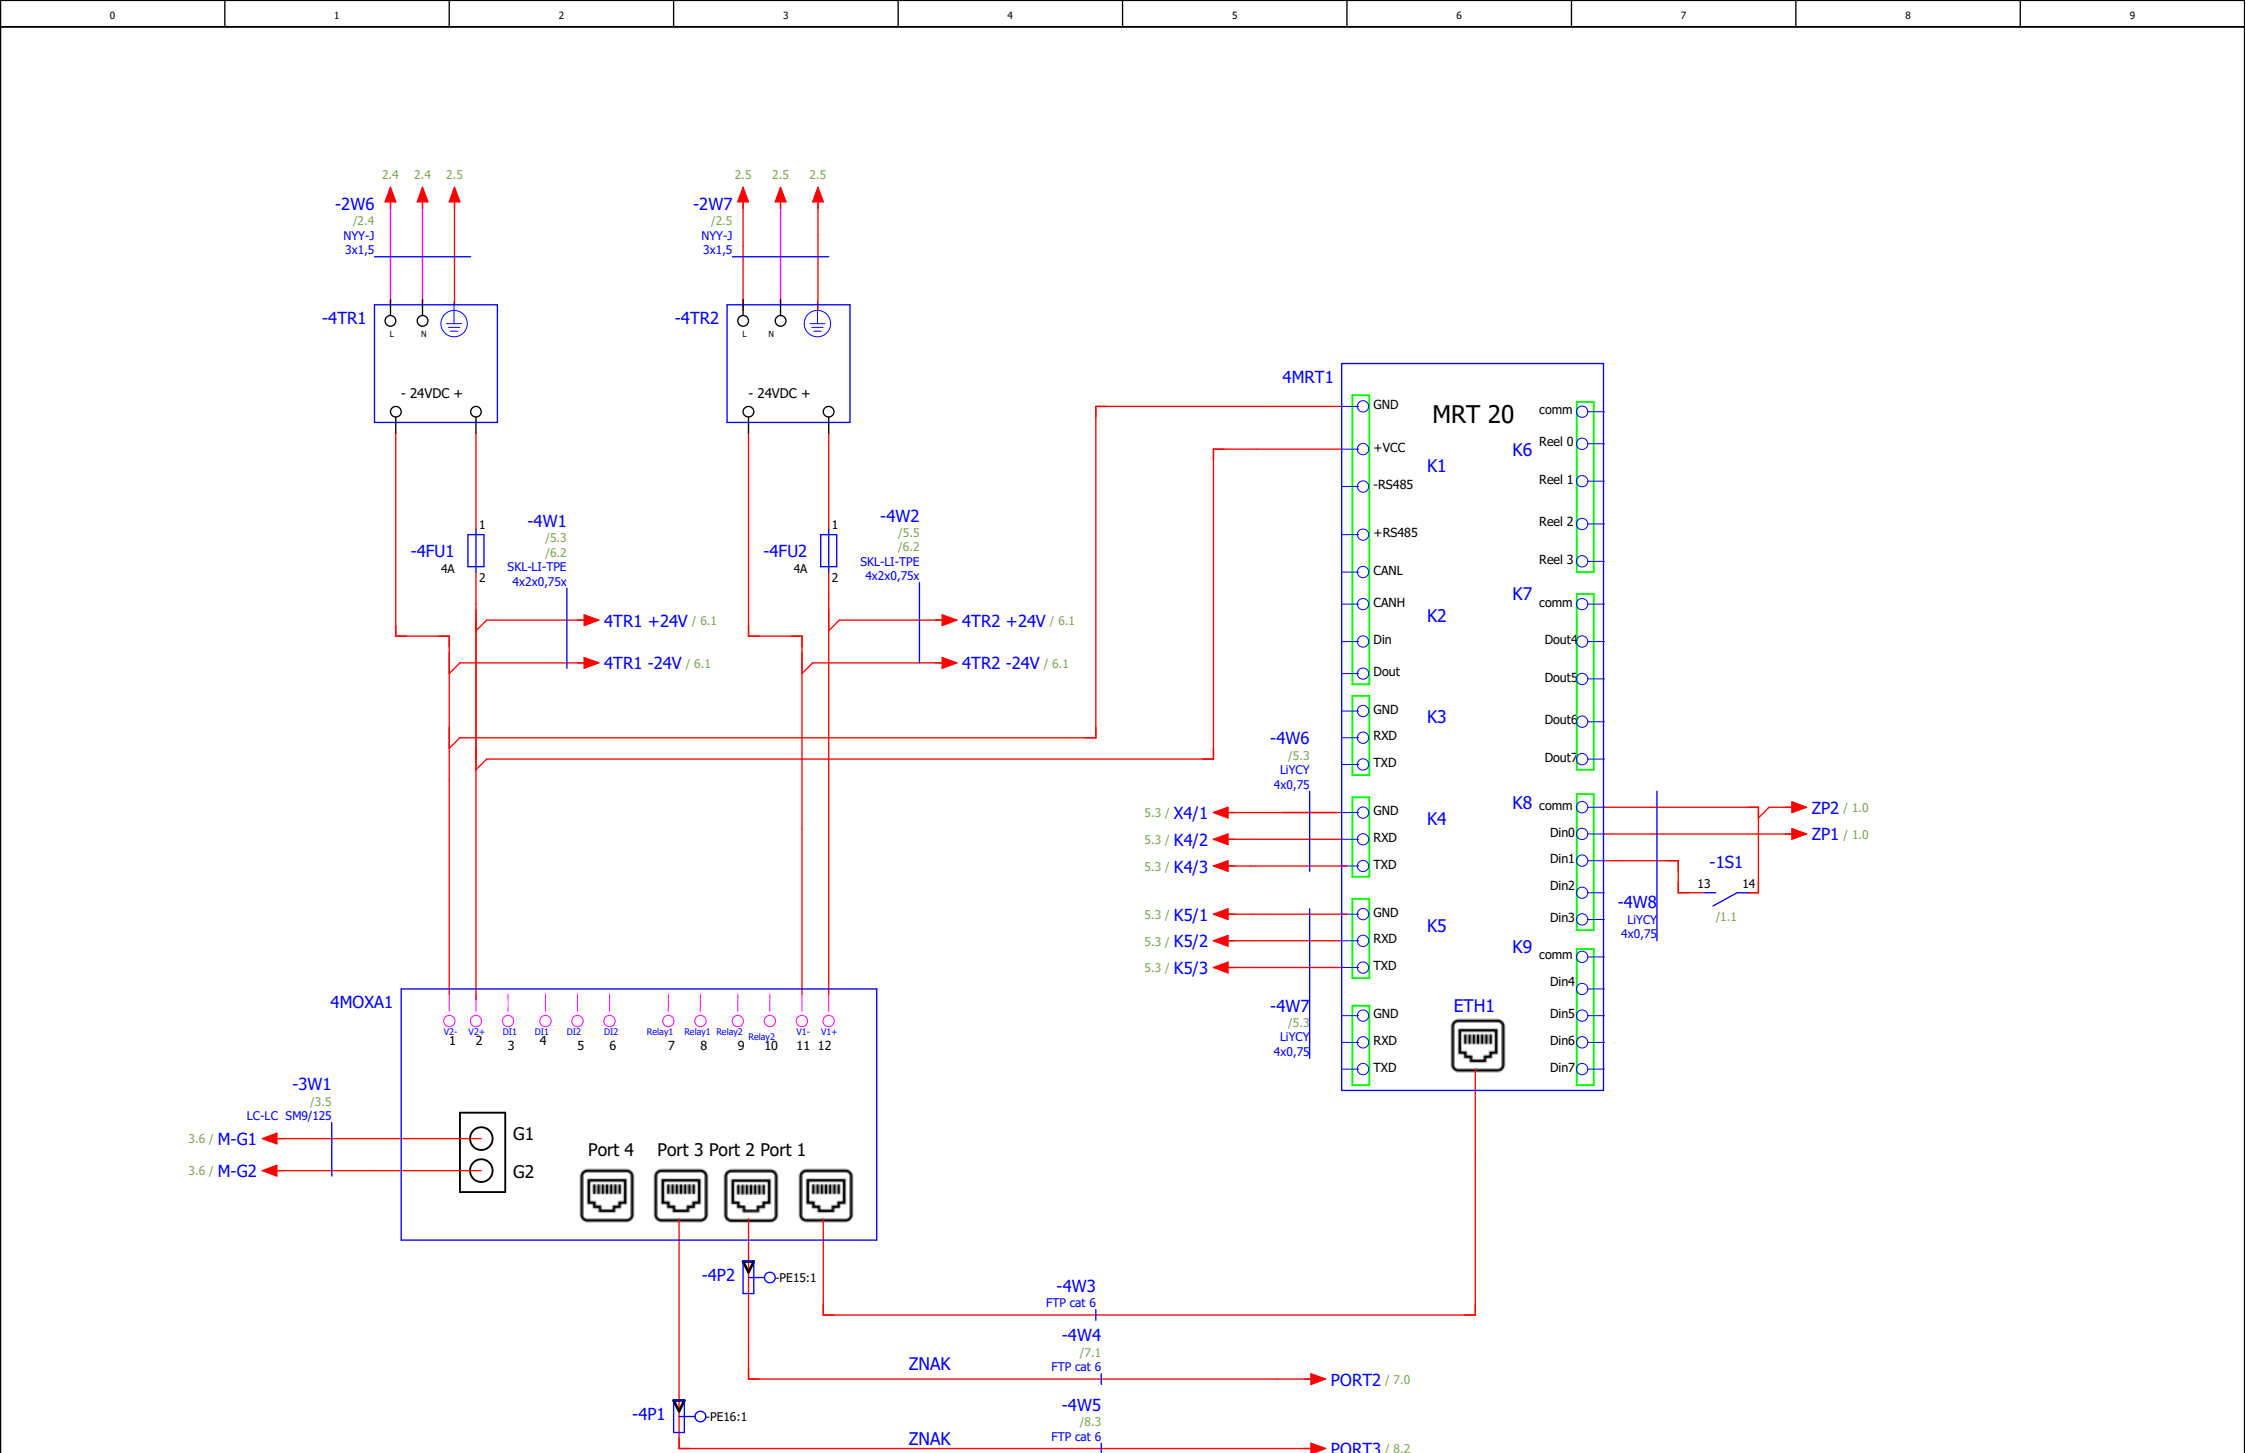 0 1 2 3 4 5 6 7 8 9
2.4 2.4 2.5
-2W6
/2.4
NYY-J
3x1,5
2.5 2.5 2.5
-2W7
/2.5
NYY-J
3x1,5
-4TR1
L N
- 24VDC +
-4TR2
L N
- 24VDC +
-4FU1
4A
1
2
-4W1
/5.3
/6.2
SKL-LI-TPE
4x2x0,75x
4TR1 +24V / 6.1
4TR1 -24V / 6.1
-4FU2
4A
1
2
-4W2
/5.5
/6.2
SKL-LI-TPE
4x2x0,75x
4TR2 +24V / 6.1
4TR2 -24V / 6.1
4MRT1
MRT 20
GND
+VCC
K1
-RS485
+RS485
CANL
CANH
K2
Din
Dout
GND
K3
RXD
TXD
GND
K4
RXD
TXD
GND
K5
RXD
TXD
GND
RXD
TXD
comm
K6
Reel 0
Reel 1
Reel 2
Reel 3
K7
comm
Dout4
Dout5
Dout6
Dout7
K8
comm
Din0
Din1
Din2
Din3
K9
comm
Din4
Din5
Din6
Din7
ETH1
-4W6
/5.3
LiYCY
4x0,75
5.3 / X4/1
5.3 / K4/2
5.3 / K4/3
5.3 / K5/1
5.3 / K5/2
5.3 / K5/3
-4W7
/5.3
LiYCY
4x0,75
ZP2 / 1.0
ZP1 / 1.0
-1S1
13 14
/1.1
-4W8
LiYCY
4x0,75
4MOXA1
V2- V2+ DI1 DI1 DI2 DI2 Relay1 Relay1 Relay2 Relay2 V1- V1+
1 2 3 4 5 6 7 8 9 10 11 12
-3W1
/3.5
LC-LC SM9/125
3.6 / M-G1
3.6 / M-G2
G1
G2
Port 4 Port 3 Port 2 Port 1
-4P2
-PE15:1
-4W3
FTP cat 6
-4W4
/7.1
FTP cat 6
ZNAK
PORT2 / 7.0
-4P1
-PE16:1
-4W5
/8.3
FTP cat 6
ZNAK
PORT3 / 8.2